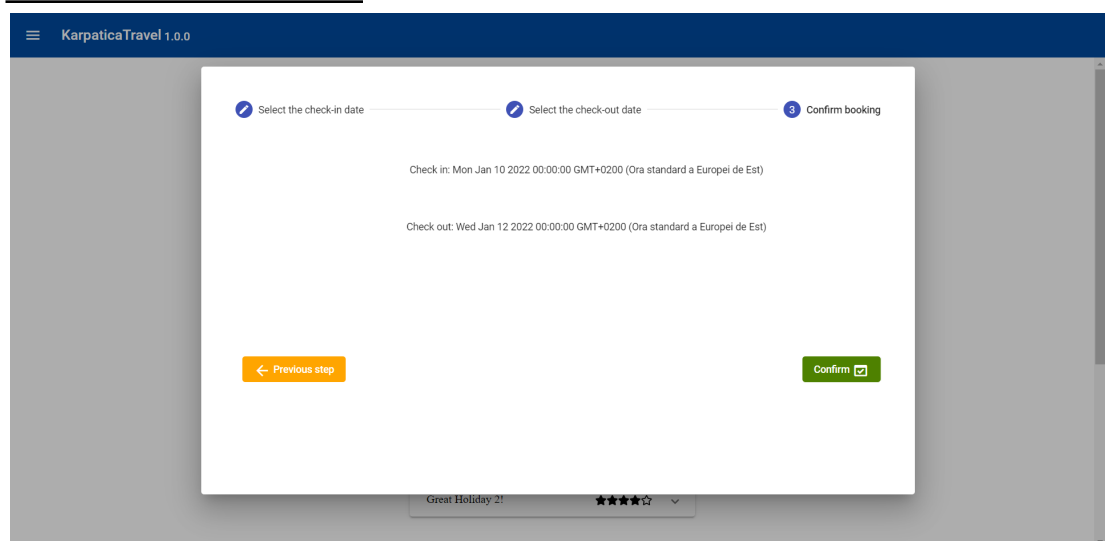 KarpaticaTravel 1.0.0
Select the check-in date
Select the check-out date
3 Confirm booking
Check in: Mon Jan 10 2022 00:00:00 GMT+0200 (Ora standard a Europei de Est)
Check out: Wed Jan 12 2022 00:00:00 GMT+0200 (Ora standard a Europei de Est)
Previous step
Confirm
Great Holiday 2!